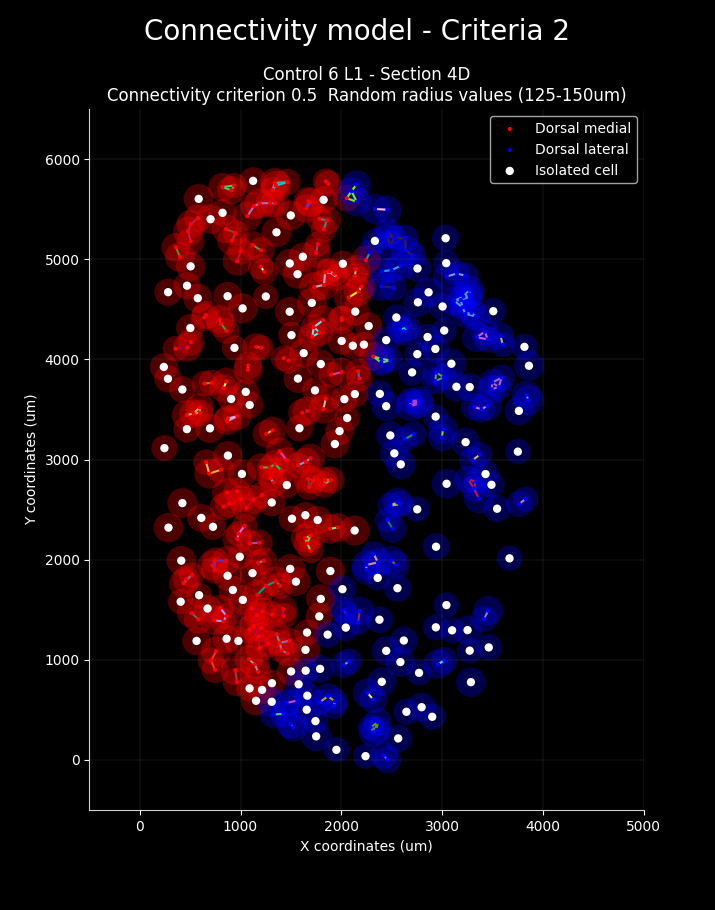 Connectivity model - Criteria 2
Control 6 L1 - Section 4D
Connectivity criterion 0.5  Random radius values (125-150um)
Dorsal medial
Dorsal lateral
Isolated cell
6000
5000
4000
3000
2000
1000
0
Y coordinates (um)
0 1000 2000 3000 4000 5000
X coordinates (um)